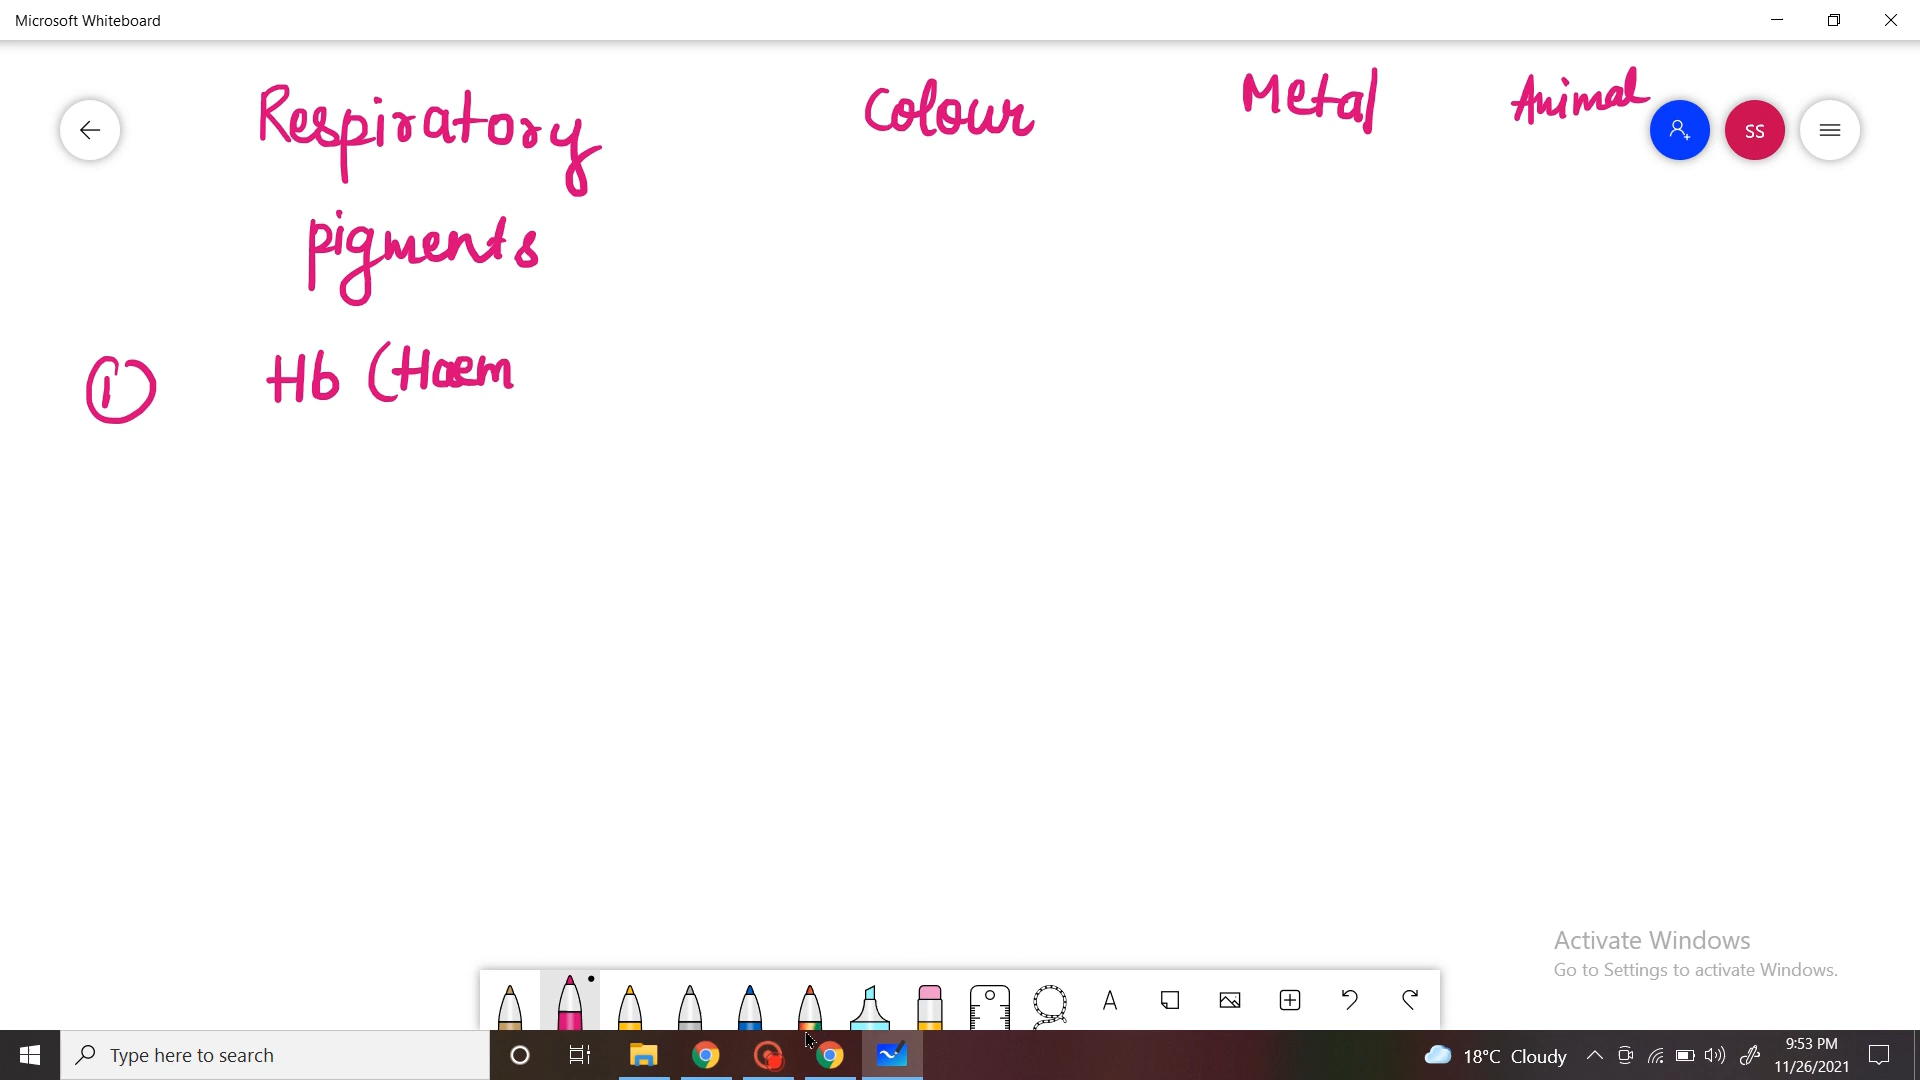 Microsoft Whiteboard
Respiratory Colour Metal Animal
SS
pigments
1 Hb (Haem
Activate Windows
Go to Settings to activate Windows.
A
Type here to search
18°C Cloudy
9:53 PM
11/26/2021